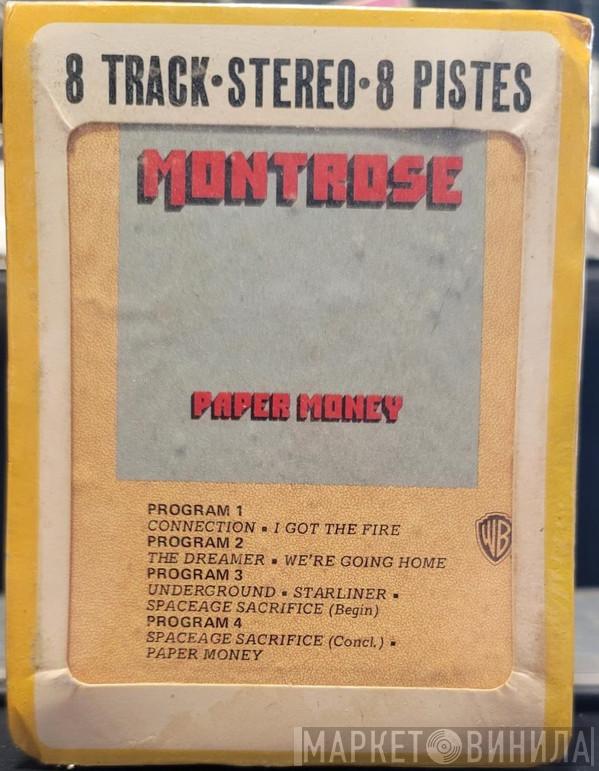 8 TRACK•STEREO•8 PISTES
MONTROSE
PAPER MONEY
PROGRAM 1
CONNECTION ▪ I GOT THE FIRE
PROGRAM 2
THE DREAMER ▪ WE'RE GOING HOME
PROGRAM 3
UNDERGROUND ▪ STARLINER ▪
SPACEAGE SACRIFICE (Begin)
PROGRAM 4
SPACEAGE SACRIFICE (Concl.) ▪
PAPER MONEY
WB
МАРКЕТ ВИНИЛА